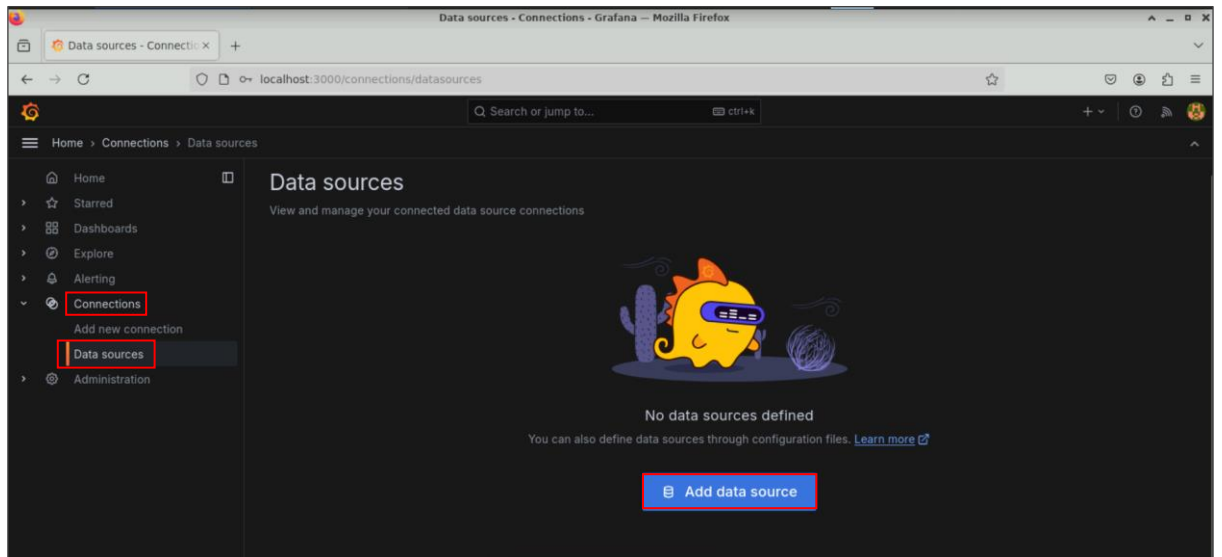 Data sources - Connections - Grafana — Mozilla Firefox
Data sources - Connectic
localhost:3000/connections/datasources
Search or jump to... ctrl+k
Home › Connections › Data sources
Home
Starred
Dashboards
Explore
Alerting
Connections
Add new connection
Data sources
Administration
Data sources
View and manage your connected data source connections
No data sources defined
You can also define data sources through configuration files. Learn more
Add data source